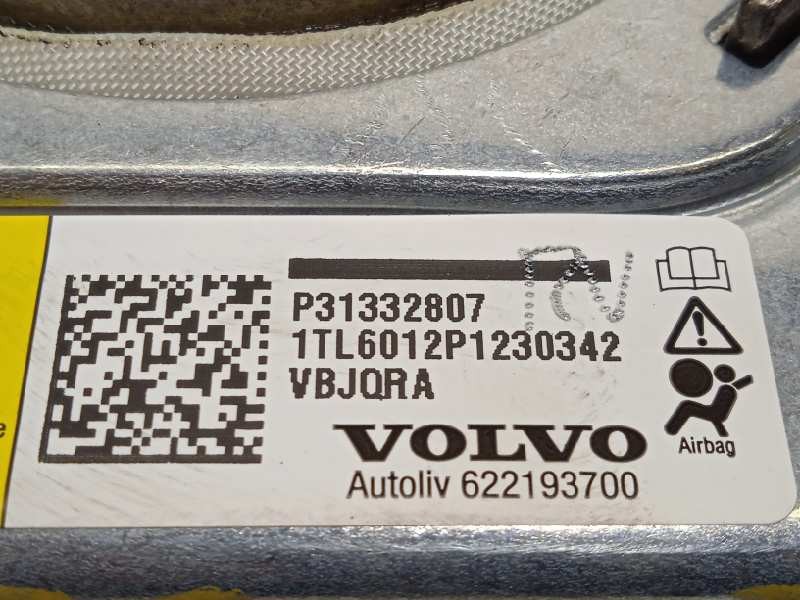 P31332807
1TL6012P1230342
VBJQRA
VOLVO
Autoliv 622193700
Airbag
e